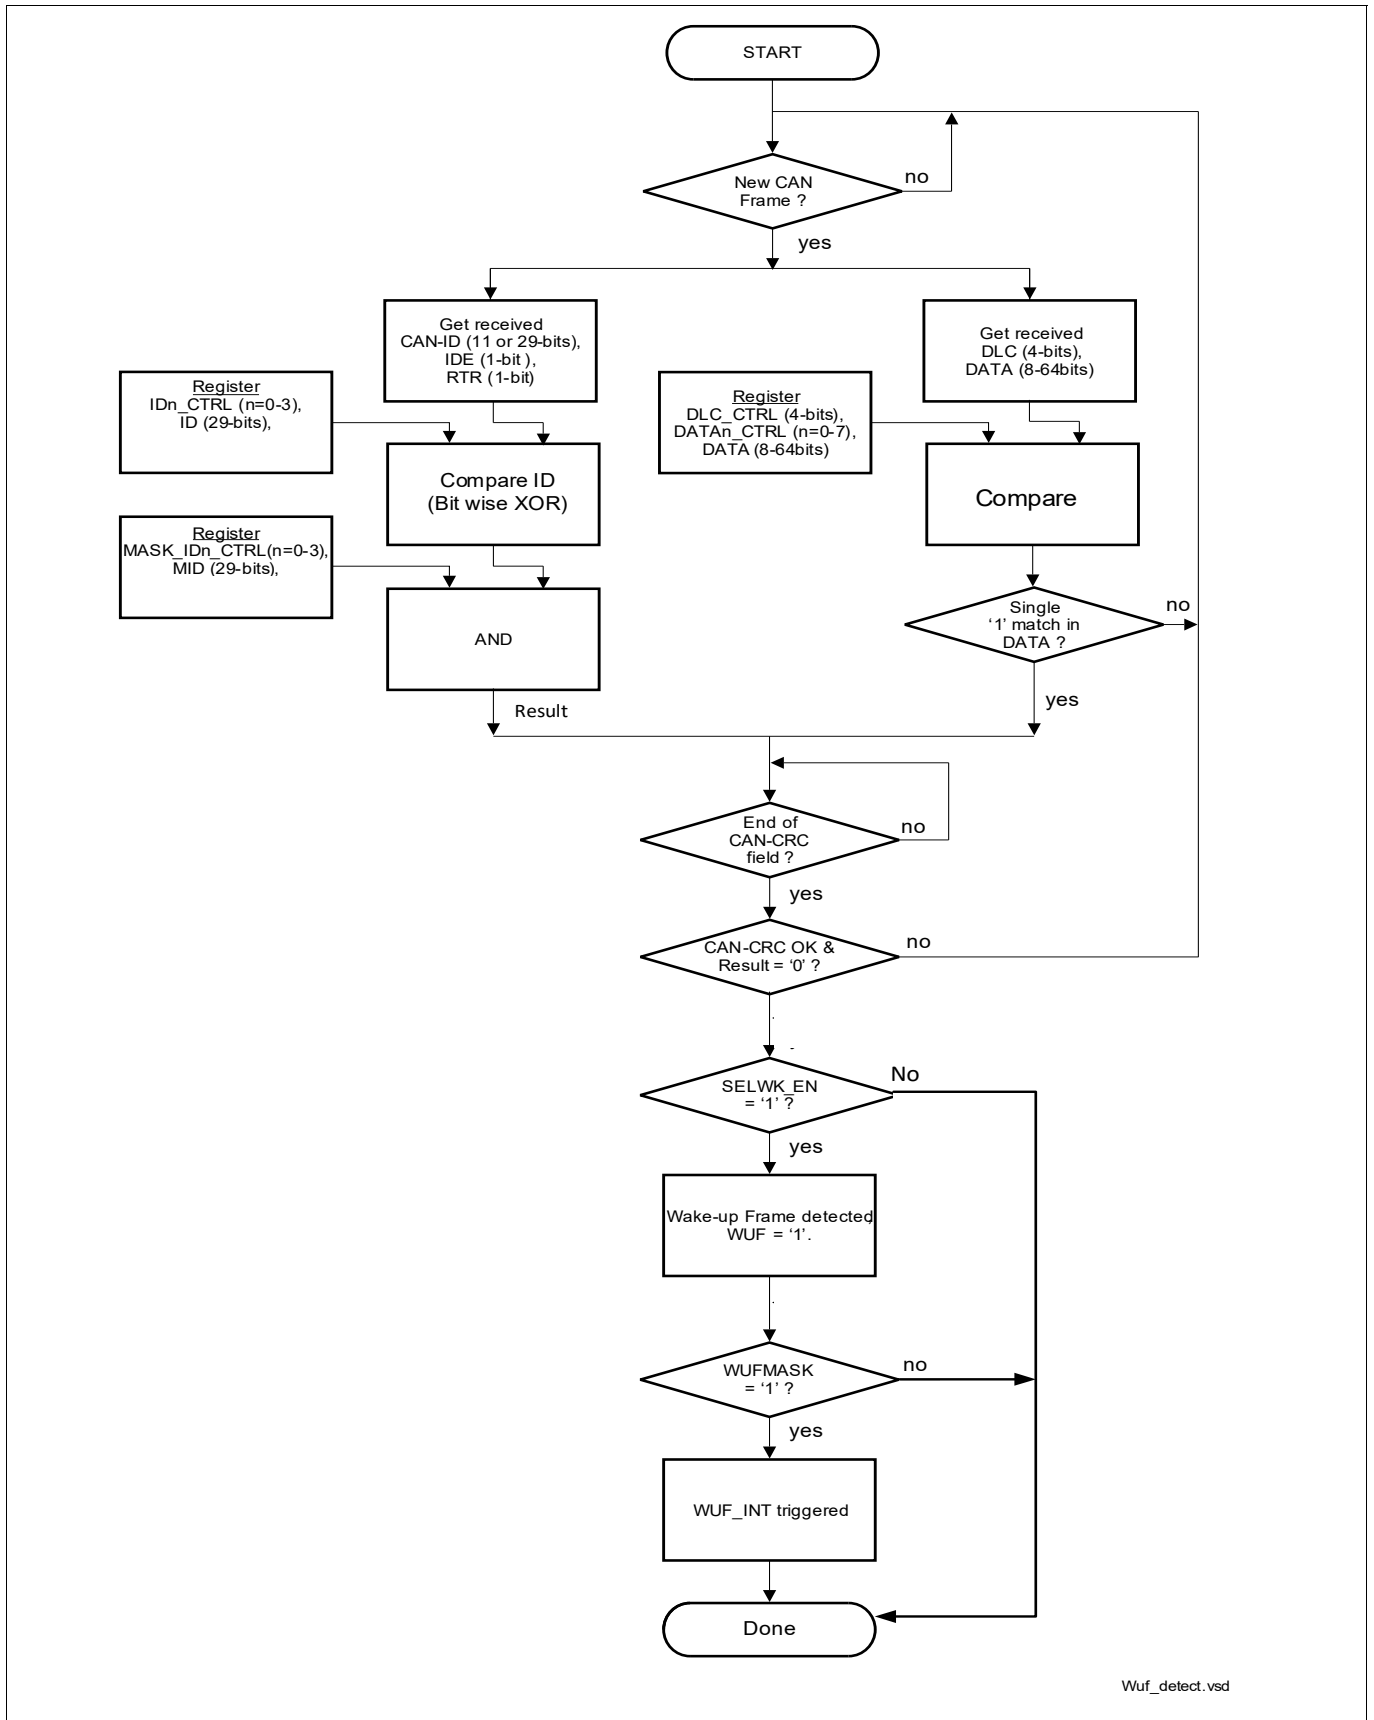 START
New CAN
Frame ?
no
yes
Get received
CAN-ID (11 or 29-bits),
IDE (1-bit ),
RTR (1-bit)
Get received
DLC (4-bits),
DATA (8-64bits)
Register
IDn_CTRL (n=0-3),
ID (29-bits),
Register
DLC_CTRL (4-bits),
DATAn_CTRL (n=0-7),
DATA (8-64bits)
Compare ID
(Bit wise XOR)
Compare
Register
MASK_IDn_CTRL(n=0-3),
MID (29-bits),
AND
Single
‘1’ match in
DATA ?
no
Result
yes
End of
CAN-CRC
field ?
no
yes
CAN-CRC OK &
Result = ‘0’ ?
no
SELWK_EN
= ‘1’ ?
No
yes
Wake-up Frame detected,
WUF = ‘1’.
WUFMASK
= ‘1’ ?
no
yes
WUF_INT triggered
Done
Wuf_detect.vsd